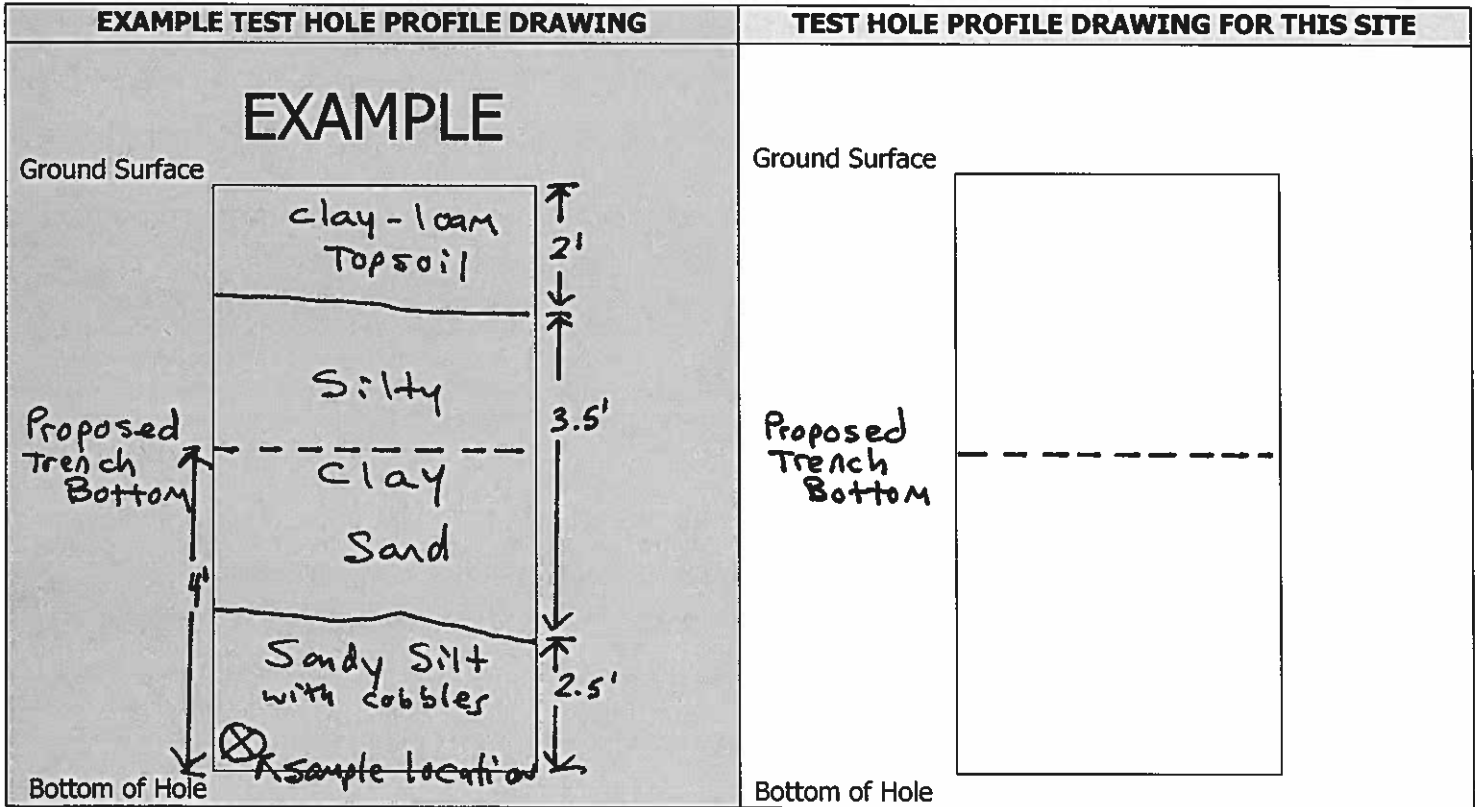 EXAMPLE TEST HOLE PROFILE DRAWING
EXAMPLE
Ground Surface
clay-loam
Topsoil
2'
Silty
3.5'
Proposed
Trench
Bottom
Clay
Sand
4'
Sandy Silt
with cobbles
2.5'
sample location
Bottom of Hole
TEST HOLE PROFILE DRAWING FOR THIS SITE
Ground Surface
Proposed
Trench
Bottom
Bottom of Hole